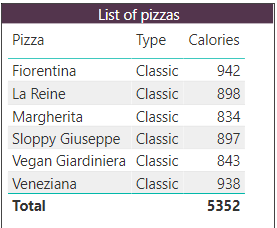 List of pizzas
Pizza Type Calories
Fiorentina Classic 942
La Reine Classic 898
Margherita Classic 834
Sloppy Giuseppe Classic 897
Vegan Giardiniera Classic 843
Veneziana Classic 938
Total 5352